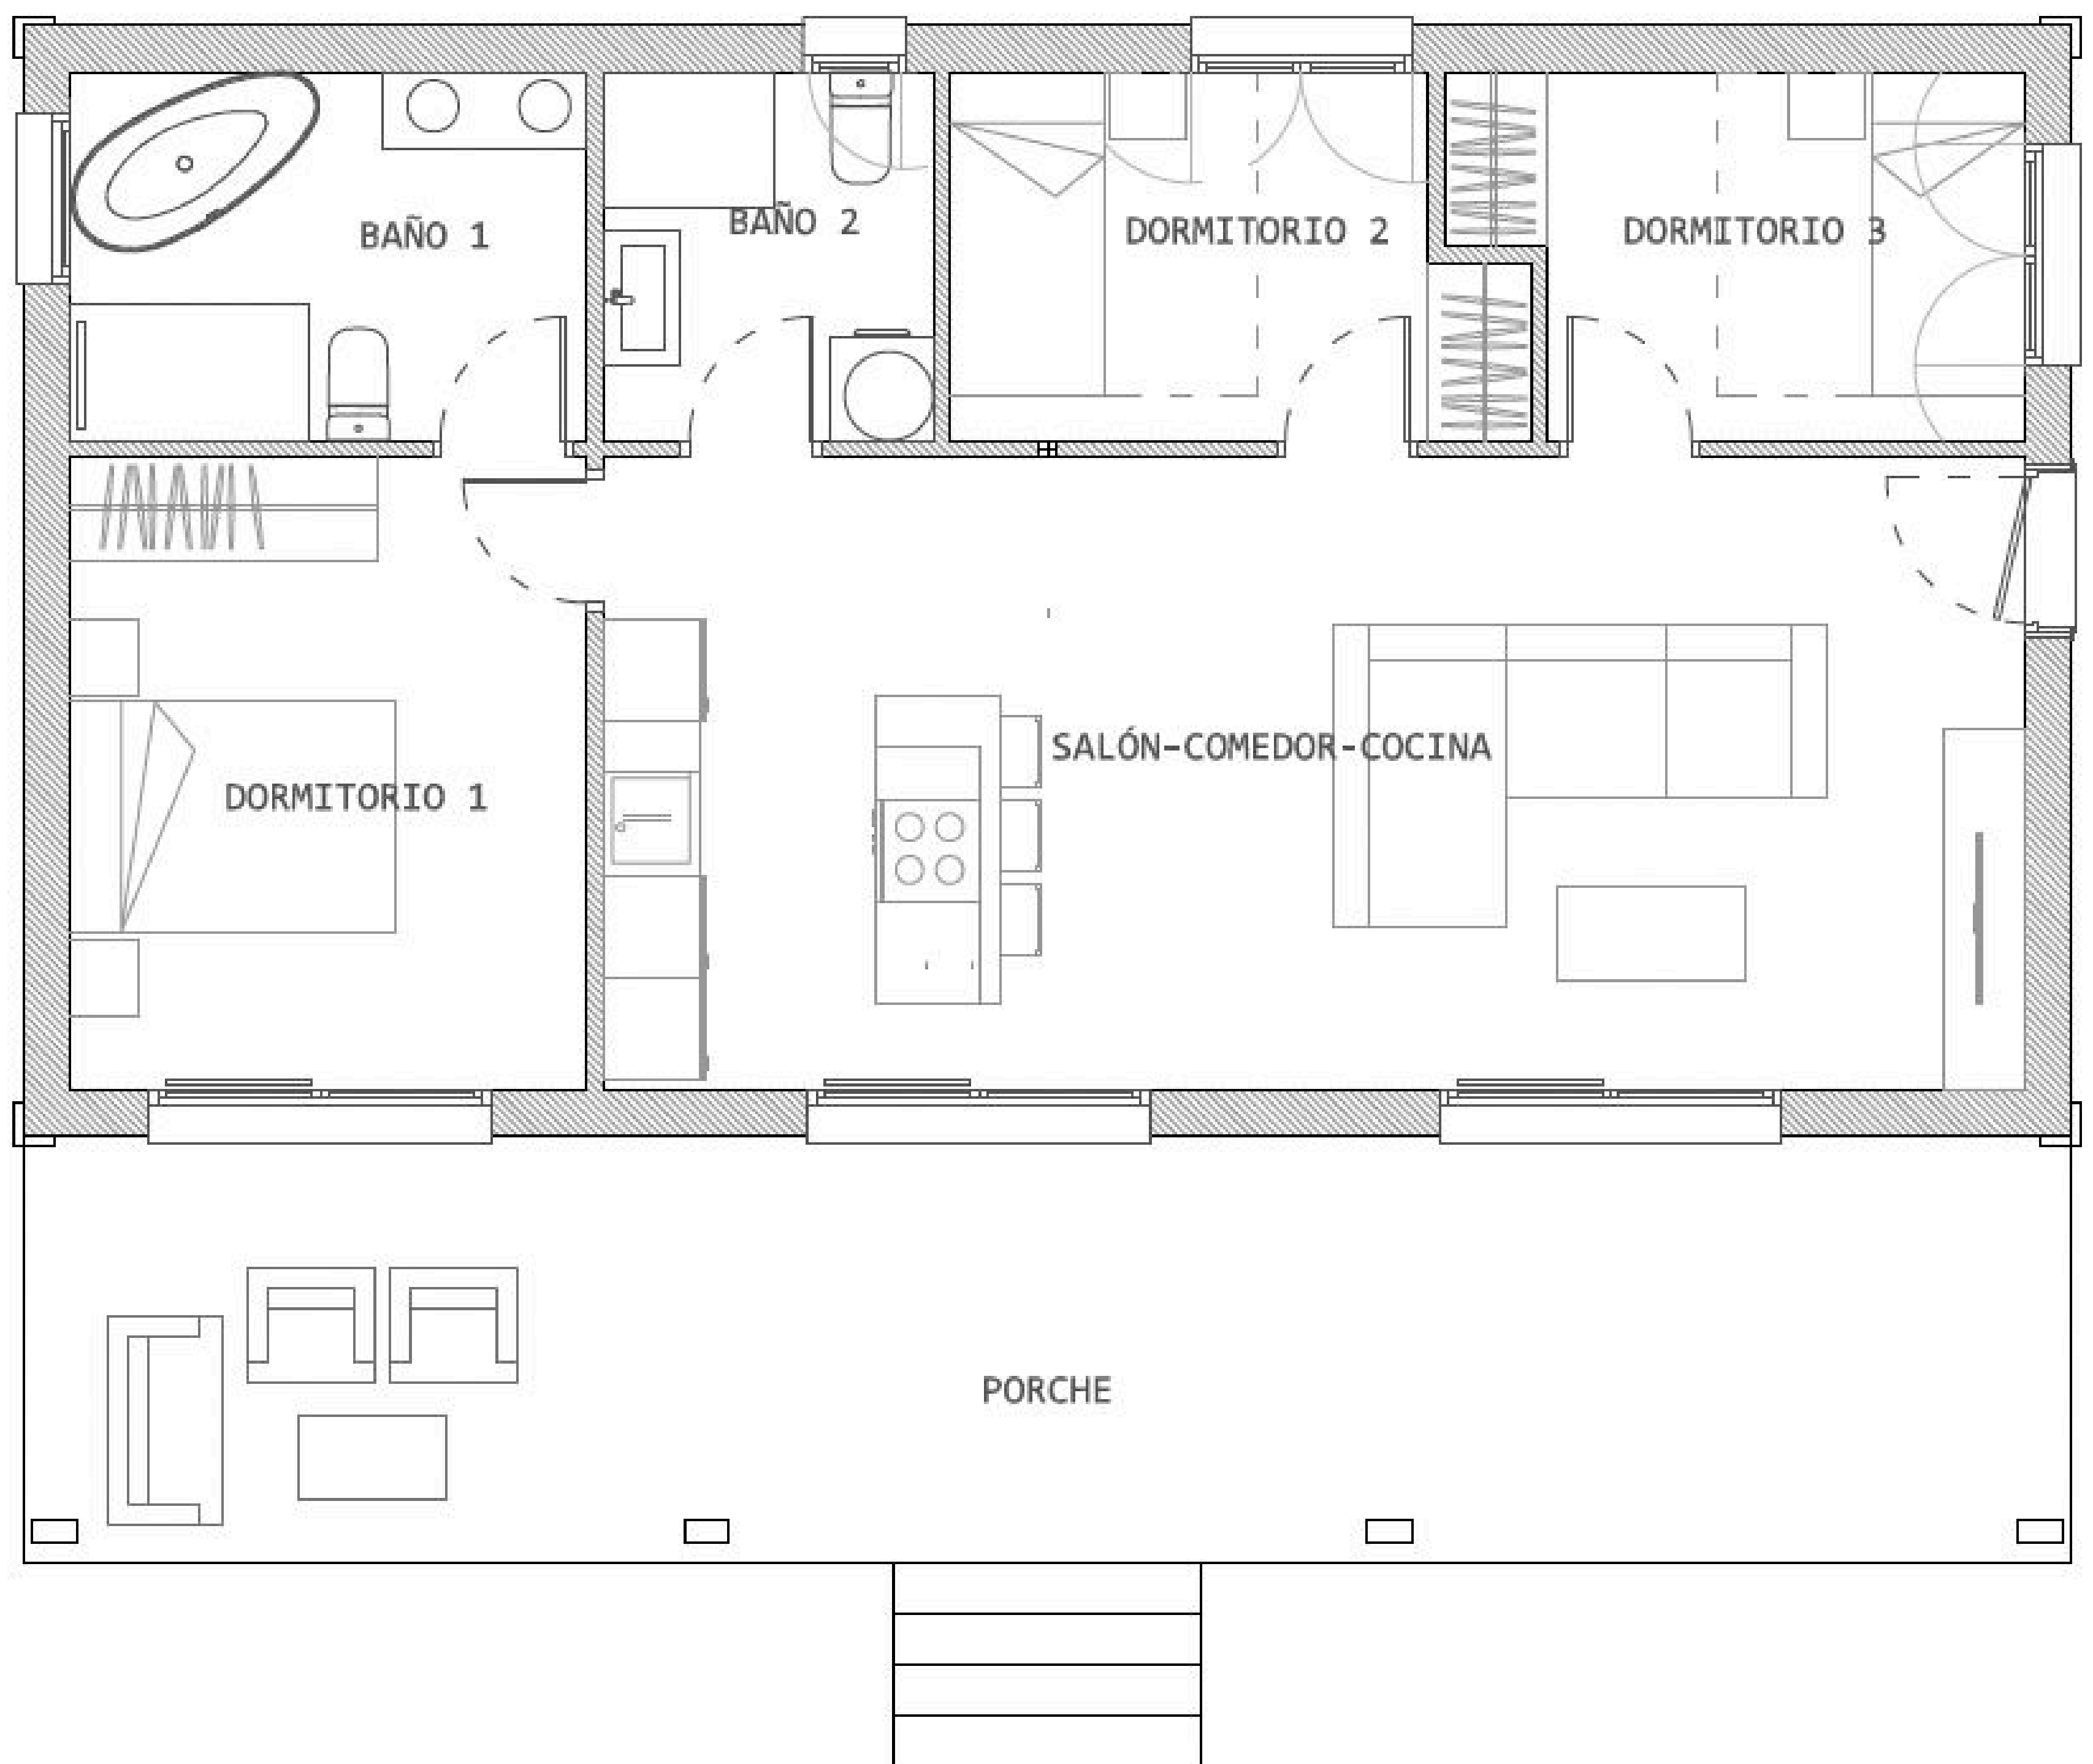 BAÑO 1
BAÑO 2
DORMITORIO 2
DORMITORIO 3
SALÓN-COMEDOR-COCINA
DORMITORIO 1
PORCHE